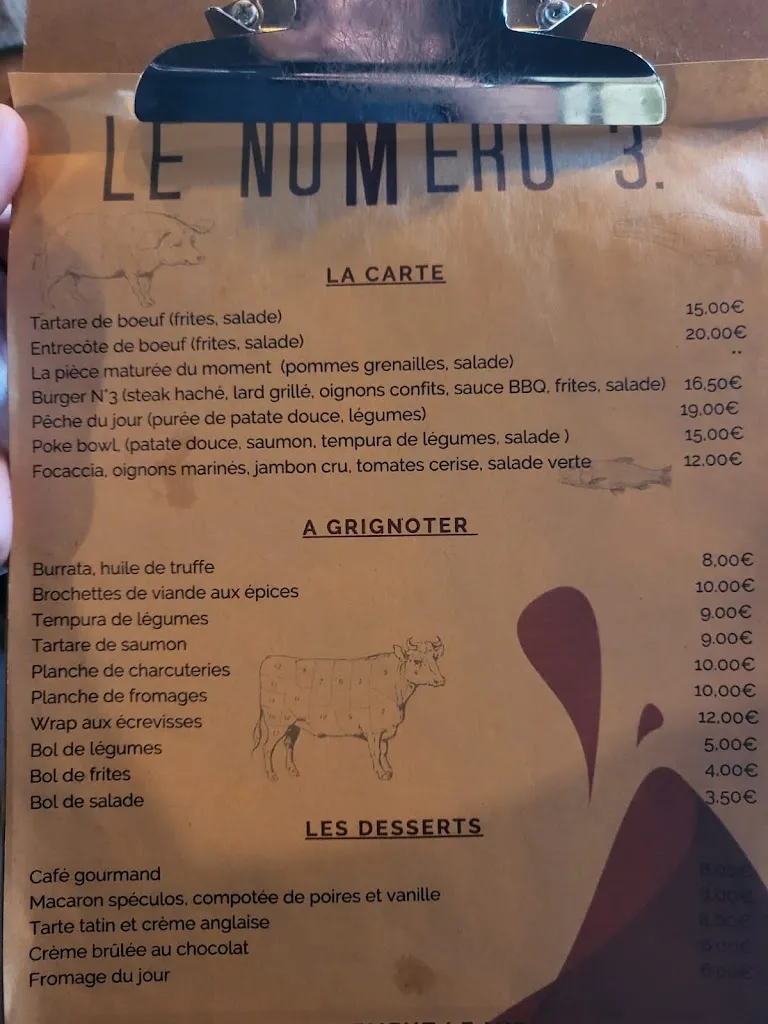 LE NUMERO 3.
LA CARTE
Tartare de boeuf (frites, salade) 15,00€
Entrecôte de boeuf (frites, salade) 20,00€
La pièce maturée du moment (pommes grenailles, salade) ..
Burger N°3 (steak haché, lard grillé, oignons confits, sauce BBQ, frites, salade) 16,50€
Pêche du jour (purée de patate douce, légumes) 19,00€
Poke bowl (patate douce, saumon, tempura de légumes, salade ) 15,00€
Focaccia, oignons marinés, jambon cru, tomates cerise, salade verte 12,00€
A GRIGNOTER
Burrata, huile de truffe 8,00€
Brochettes de viande aux épices 10,00€
Tempura de légumes 9,00€
Tartare de saumon 9,00€
Planche de charcuteries 10,00€
Planche de fromages 10,00€
Wrap aux écrevisses 12,00€
Bol de légumes 5,00€
Bol de frites 4,00€
Bol de salade 3,50€
LES DESSERTS
Café gourmand
Macaron spéculos, compotée de poires et vanille
Tarte tatin et crème anglaise
Crème brûlée au chocolat
Fromage du jour